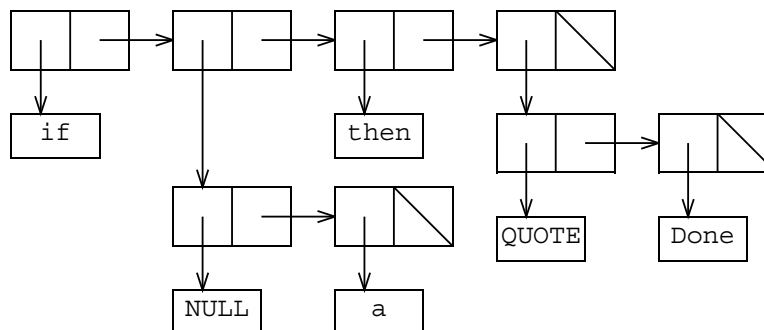 if
then
QUOTE
Done
NULL
a